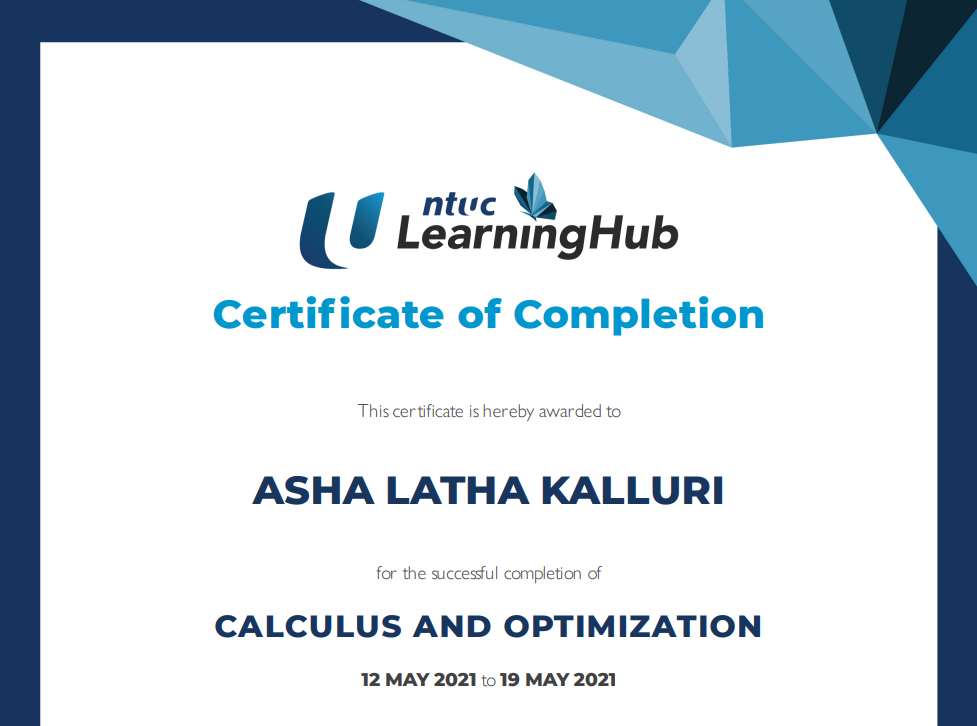 ntuc
LearningHub
Certificate of Completion
This certificate is hereby awarded to
ASHA LATHA KALLURI
for the successful completion of
CALCULUS AND OPTIMIZATION
12 MAY 2021 to 19 MAY 2021